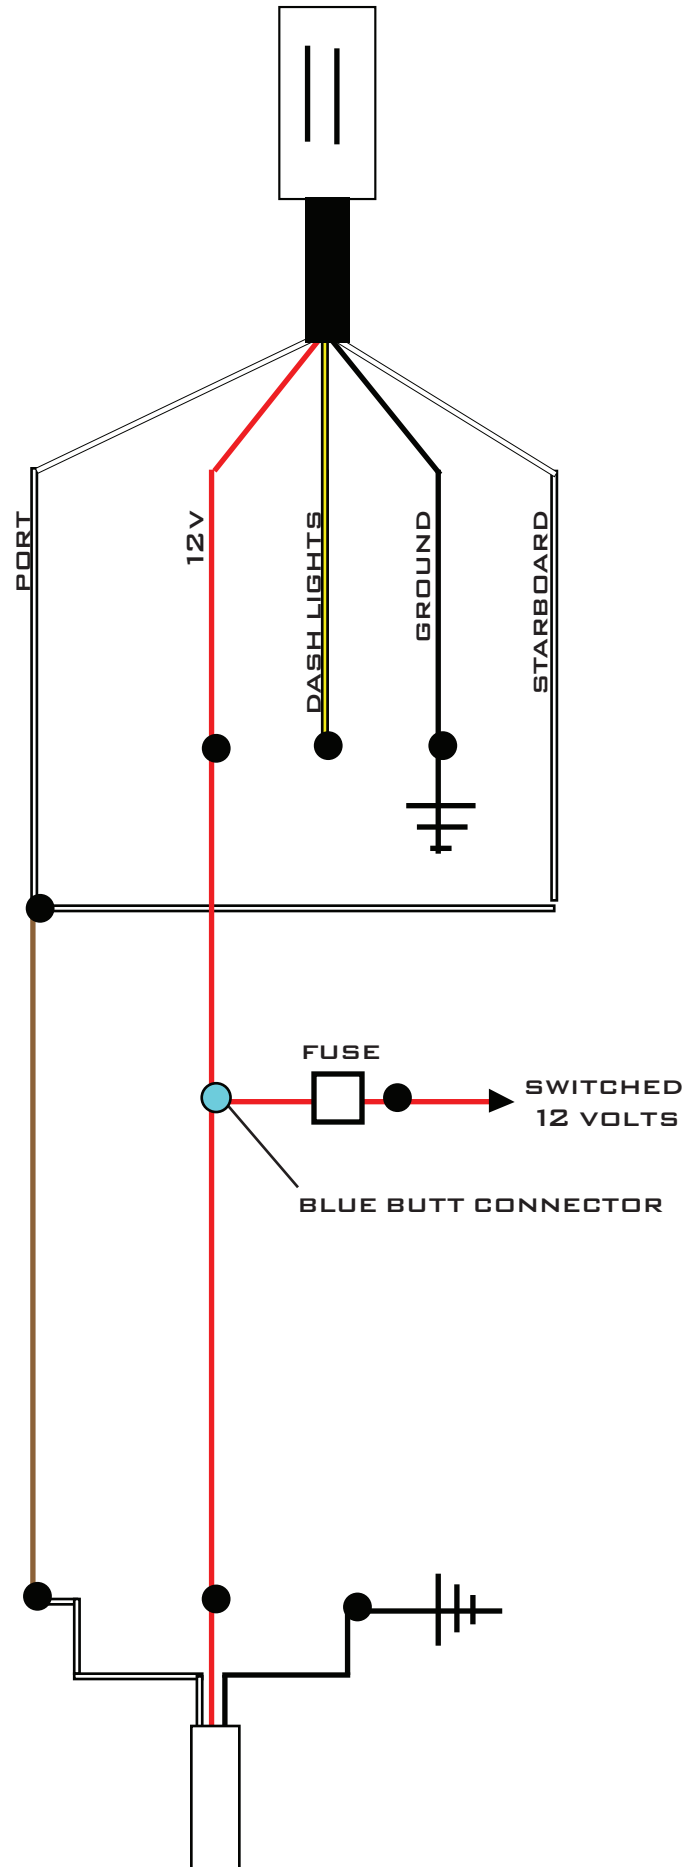 PORT
12V
DASH LIGHTS
GROUND
STARBOARD
FUSE
SWITCHED
12 VOLTS
BLUE BUTT CONNECTOR